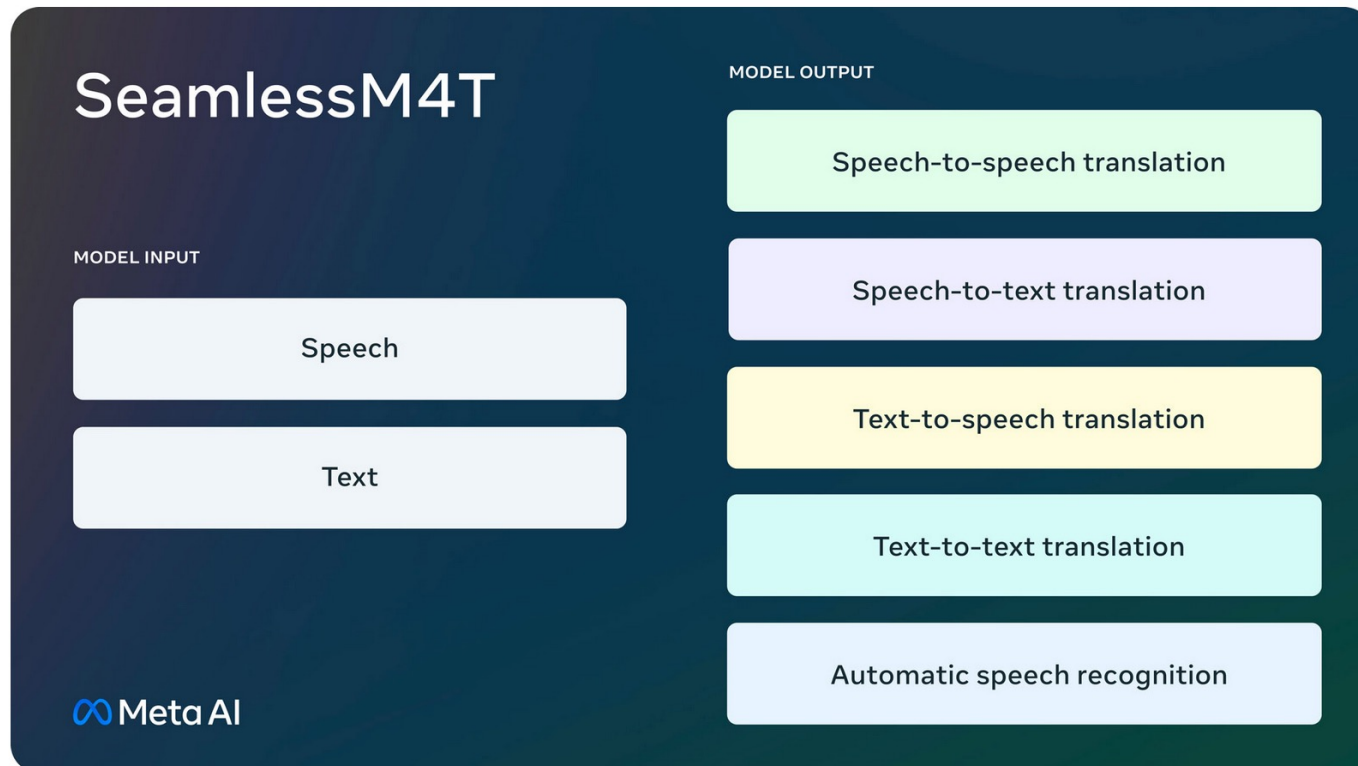 SeamlessM4T
MODEL INPUT
Speech
Text
Meta AI
MODEL OUTPUT
Speech-to-speech translation
Speech-to-text translation
Text-to-speech translation
Text-to-text translation
Automatic speech recognition